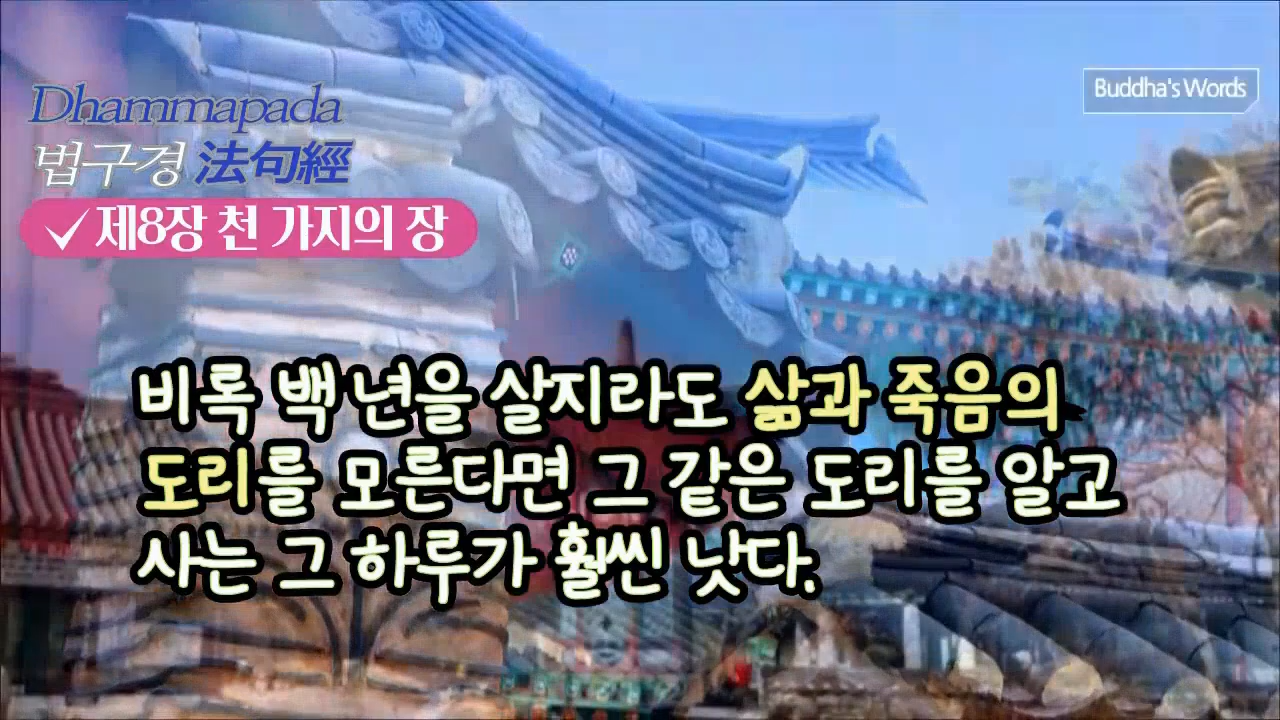 Dhammapada
법구경 法句經
제8장 천 가지의 장
Buddha's Words
비록 백 년을 살지라도 삶과 죽음의
도리를 모른다면 그 같은 도리를 알고
사는 그 하루가 훨씬 낫다.